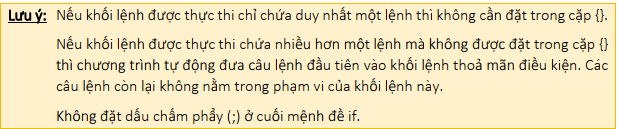 Lưu ý: Nếu khối lệnh được thực thi chỉ chứa duy nhất một lệnh thì không cần đặt trong cặp {}.
Nếu khối lệnh được thực thi chứa nhiều hơn một lệnh mà không được đặt trong cặp {}
thì chương trình tự động đưa câu lệnh đầu tiên vào khối lệnh thoả mãn điều kiện. Các
câu lệnh còn lại không nằm trong phạm vi của khối lệnh này.
Không đặt dấu chấm phẩy (;) ở cuối mệnh đề if.